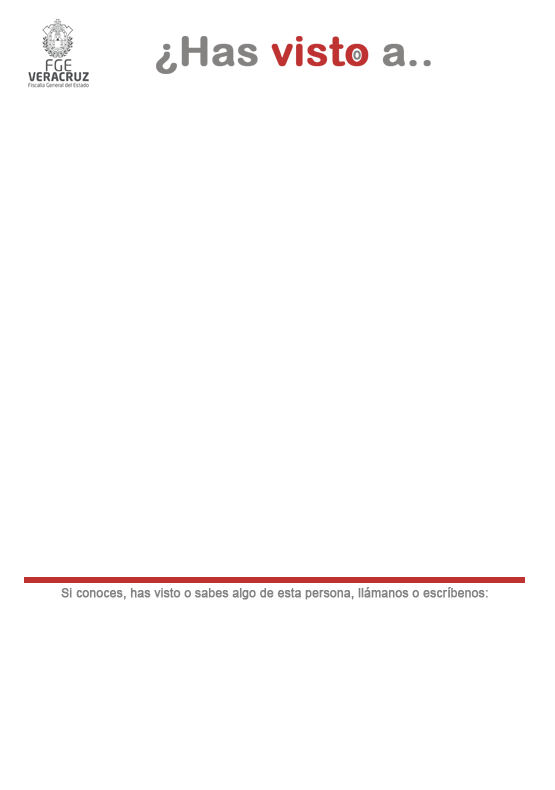 FGE
VERACRUZ
Fiscalía General del Estado
¿Has visto a..
Si conoces, has visto o sabes algo de esta persona, llámanos o escríbenos: